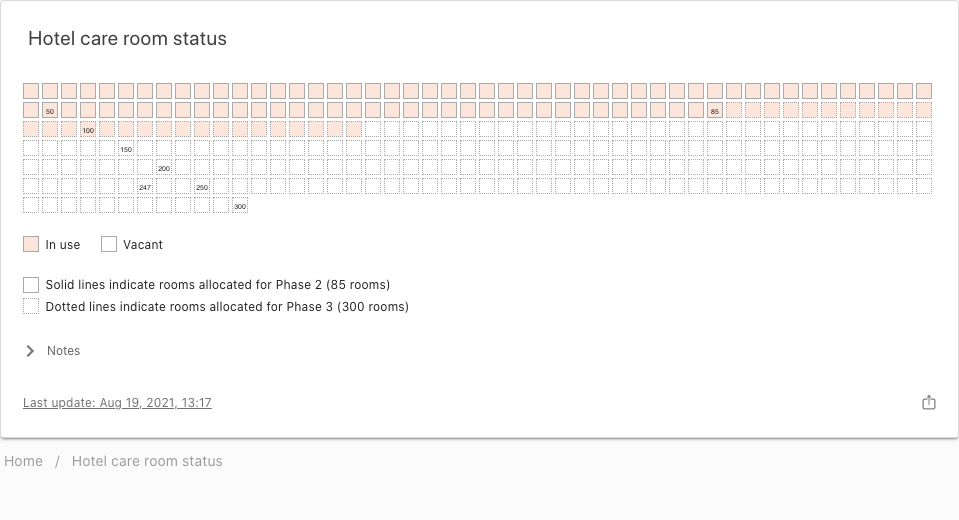 Hotel care room status
50
85
100
150
200
247 250
300
In use Vacant
Solid lines indicate rooms allocated for Phase 2 (85 rooms)
Dotted lines indicate rooms allocated for Phase 3 (300 rooms)
Notes
Last update: Aug 19, 2021, 13:17
Home / Hotel care room status